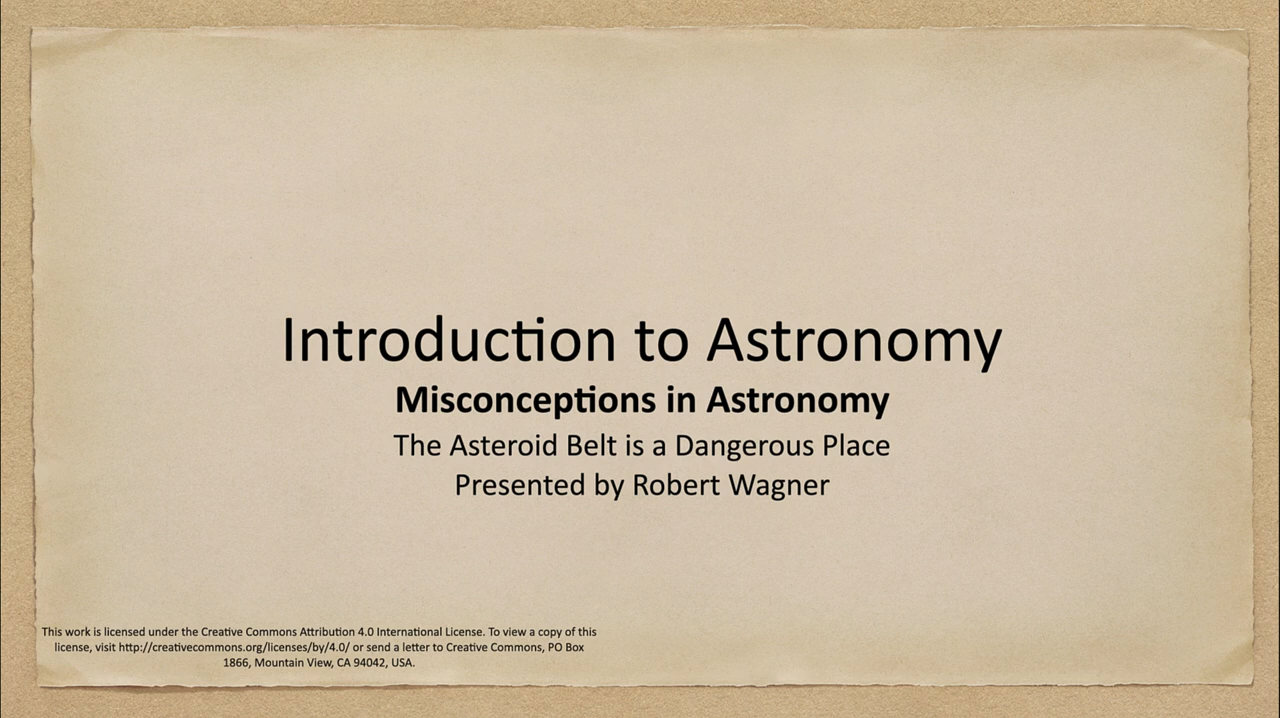 Introduction to Astronomy
Misconceptions in Astronomy
The Asteroid Belt is a Dangerous Place
Presented by Robert Wagner
This work is licensed under the Creative Commons Attribution 4.0 International License. To view a copy of this
license, visit http://creativecommons.org/licenses/by/4.0/ or send a letter to Creative Commons, PO Box
1866, Mountain View, CA 94042, USA.